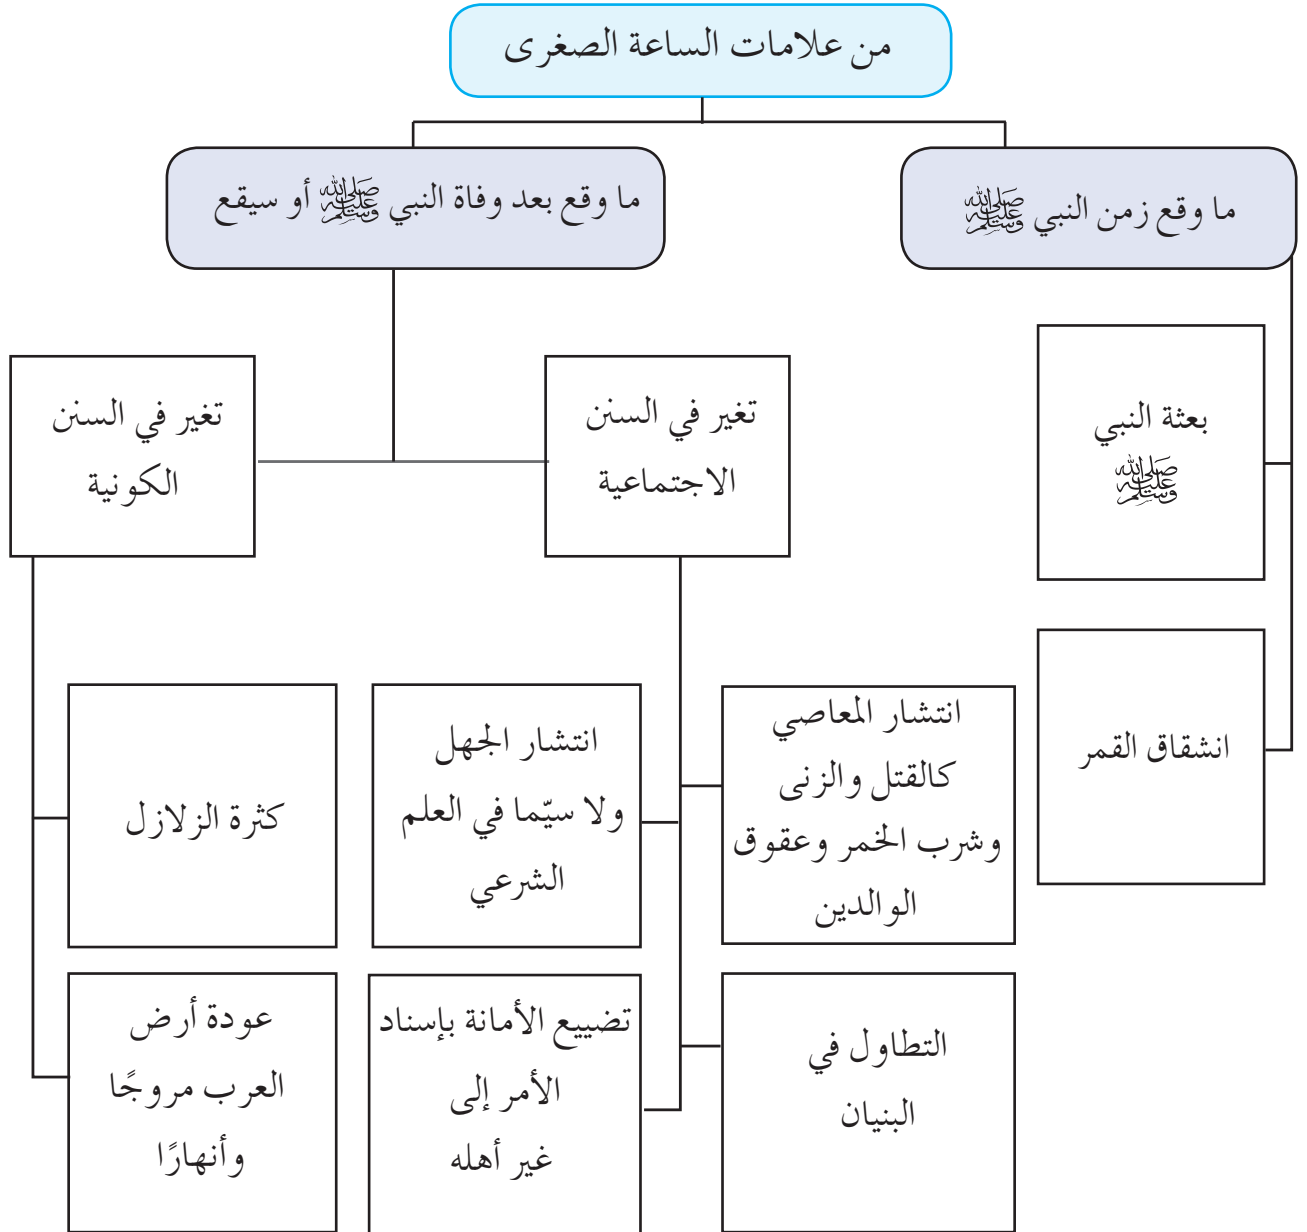 من علامات الساعة الصغرى
ما وقع زمن النبي ﷺ
ما وقع بعد وفاة النبي ﷺ أو سيقع
بعثة النبي
ﷺ
انشقاق القمر
تغير في السنن
الاجتماعية
انتشار المعاصي
كالقتل والزنى
وشرب الخمر وعقوق
الوالدين
انتشار الجهل
ولا سيّما في العلم
الشرعي
التطاول في
البنيان
تضييع الأمانة بإسناد
الأمر إلى
غير أهله
تغير في السنن
الكونية
كثرة الزلازل
عودة أرض
العرب مروجًا
وأنهارًا